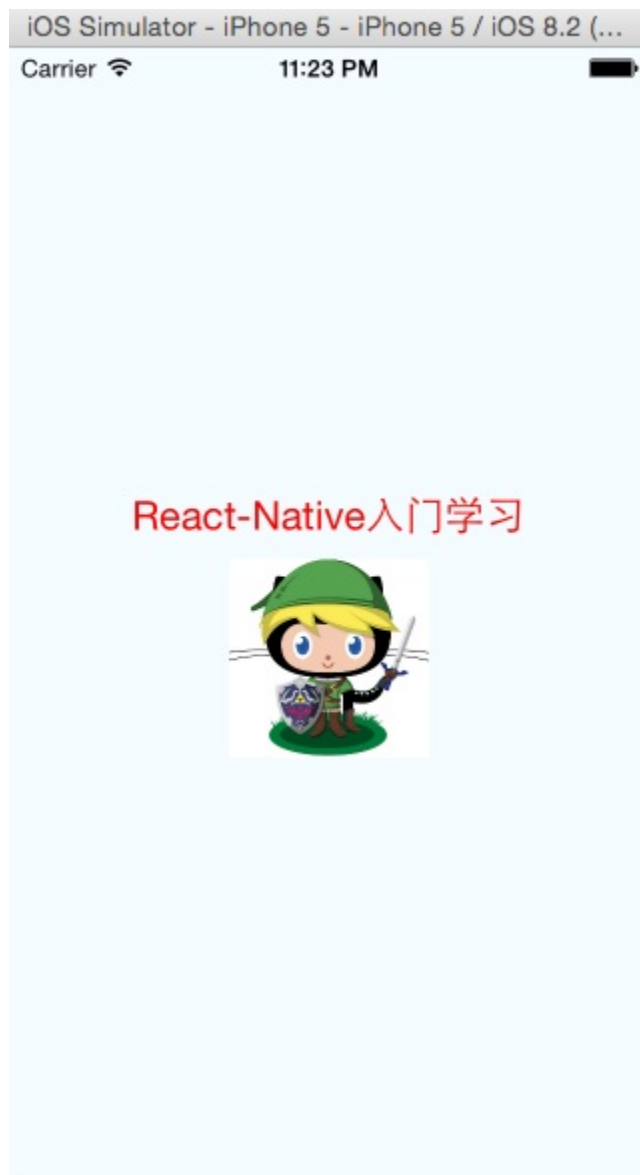 iOS Simulator - iPhone 5 - iPhone 5 / iOS 8.2 (...
Carrier 11:23 PM
React-Native入门学习